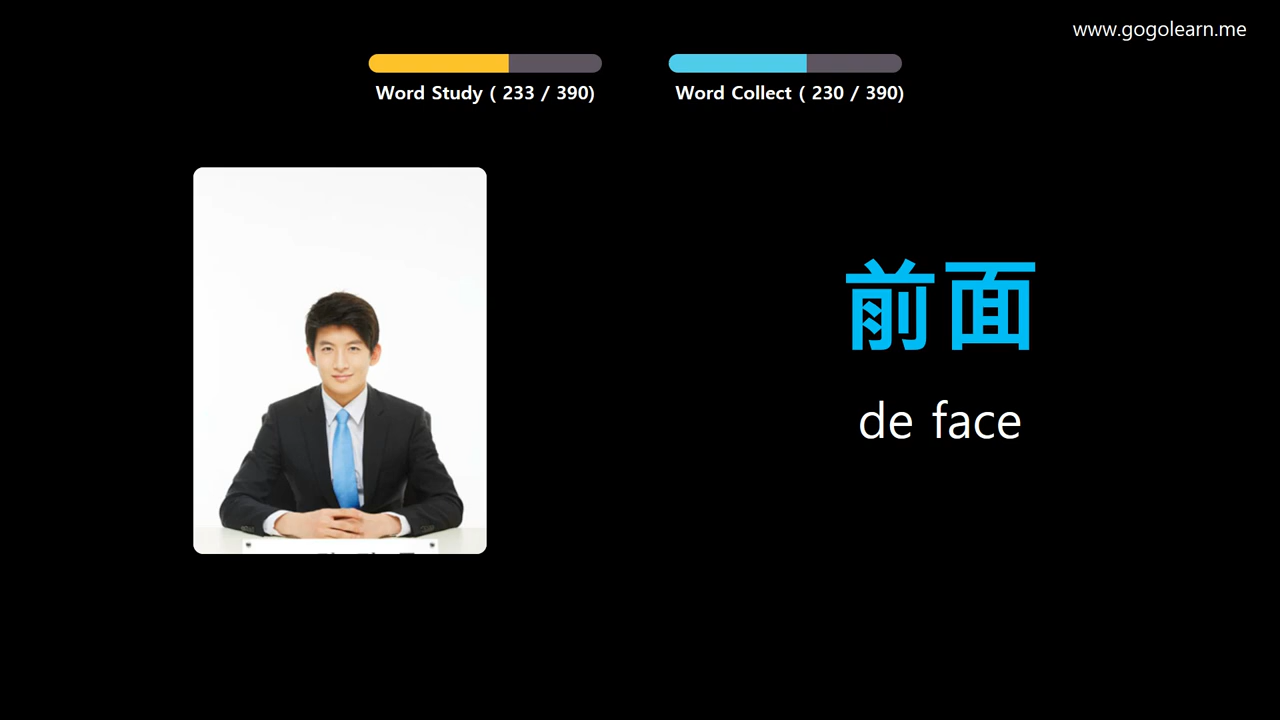 www.gogolearn.me
Word Study ( 233 / 390)
Word Collect ( 230 / 390)
前面
de face